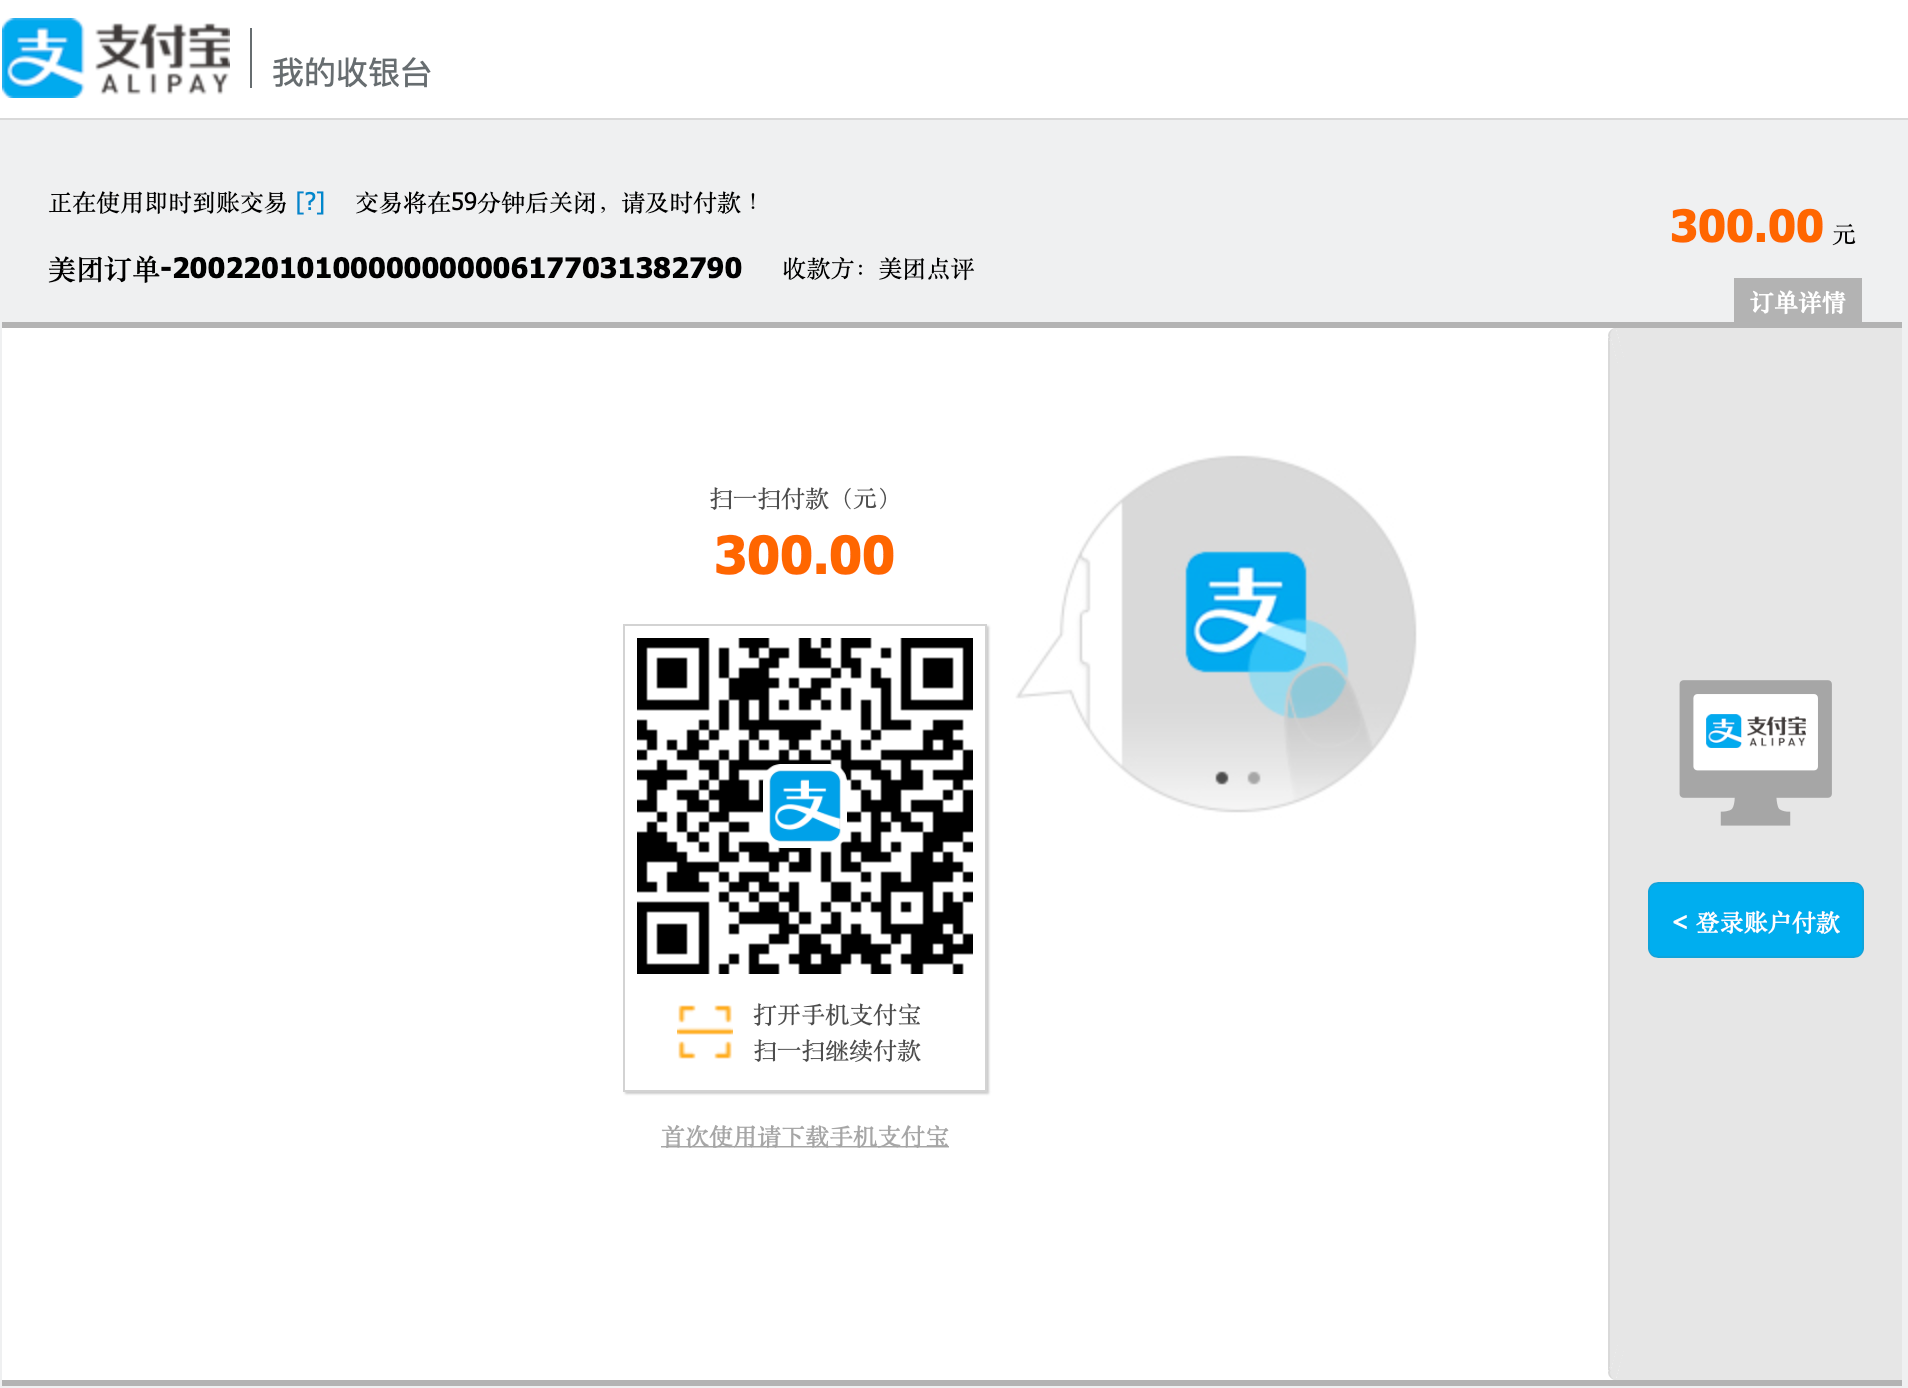 支付宝
ALIPAY
我的收银台
正在使用即时到账交易 [?] 交易将在59分钟后关闭，请及时付款！
300.00 元
美团订单-20022010100000000006177031382790 收款方：美团点评
订单详情
扫一扫付款（元）
300.00
支付宝
ALIPAY
< 登录账户付款
打开手机支付宝
扫一扫继续付款
首次使用请下载手机支付宝